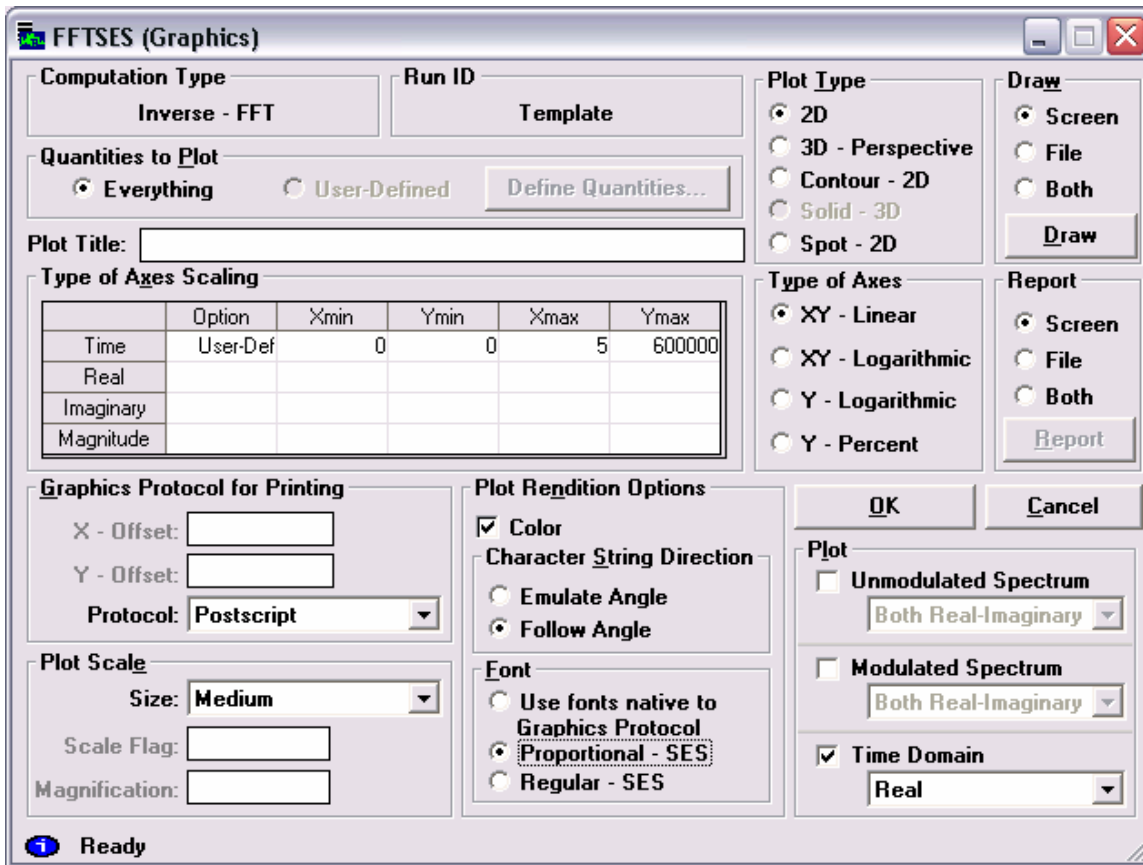 FFTSES (Graphics)
Computation Type
Inverse - FFT
Run ID
Template
Quantities to Plot
Everything
User-Defined
Define Quantities...
Plot Title:
Plot Type
2D
3D - Perspective
Contour - 2D
Solid - 3D
Spot - 2D
Draw
Screen
File
Both
Draw
Type of Axes Scaling
Option Xmin Ymin Xmax Ymax
Time User-Def 0 0 5 600000
Real
Imaginary
Magnitude
Type of Axes
XY - Linear
XY - Logarithmic
Y - Logarithmic
Y - Percent
Report
Screen
File
Both
Report
Graphics Protocol for Printing
X - Offset:
Y - Offset:
Protocol: Postscript
Plot Scale
Size: Medium
Scale Flag:
Magnification:
Plot Rendition Options
Color
Character String Direction
Emulate Angle
Follow Angle
Font
Use fonts native to
Graphics Protocol
Proportional - SES
Regular - SES
OK
Cancel
Plot
Unmodulated Spectrum
Both Real-Imaginary
Modulated Spectrum
Both Real-Imaginary
Time Domain
Real
Ready